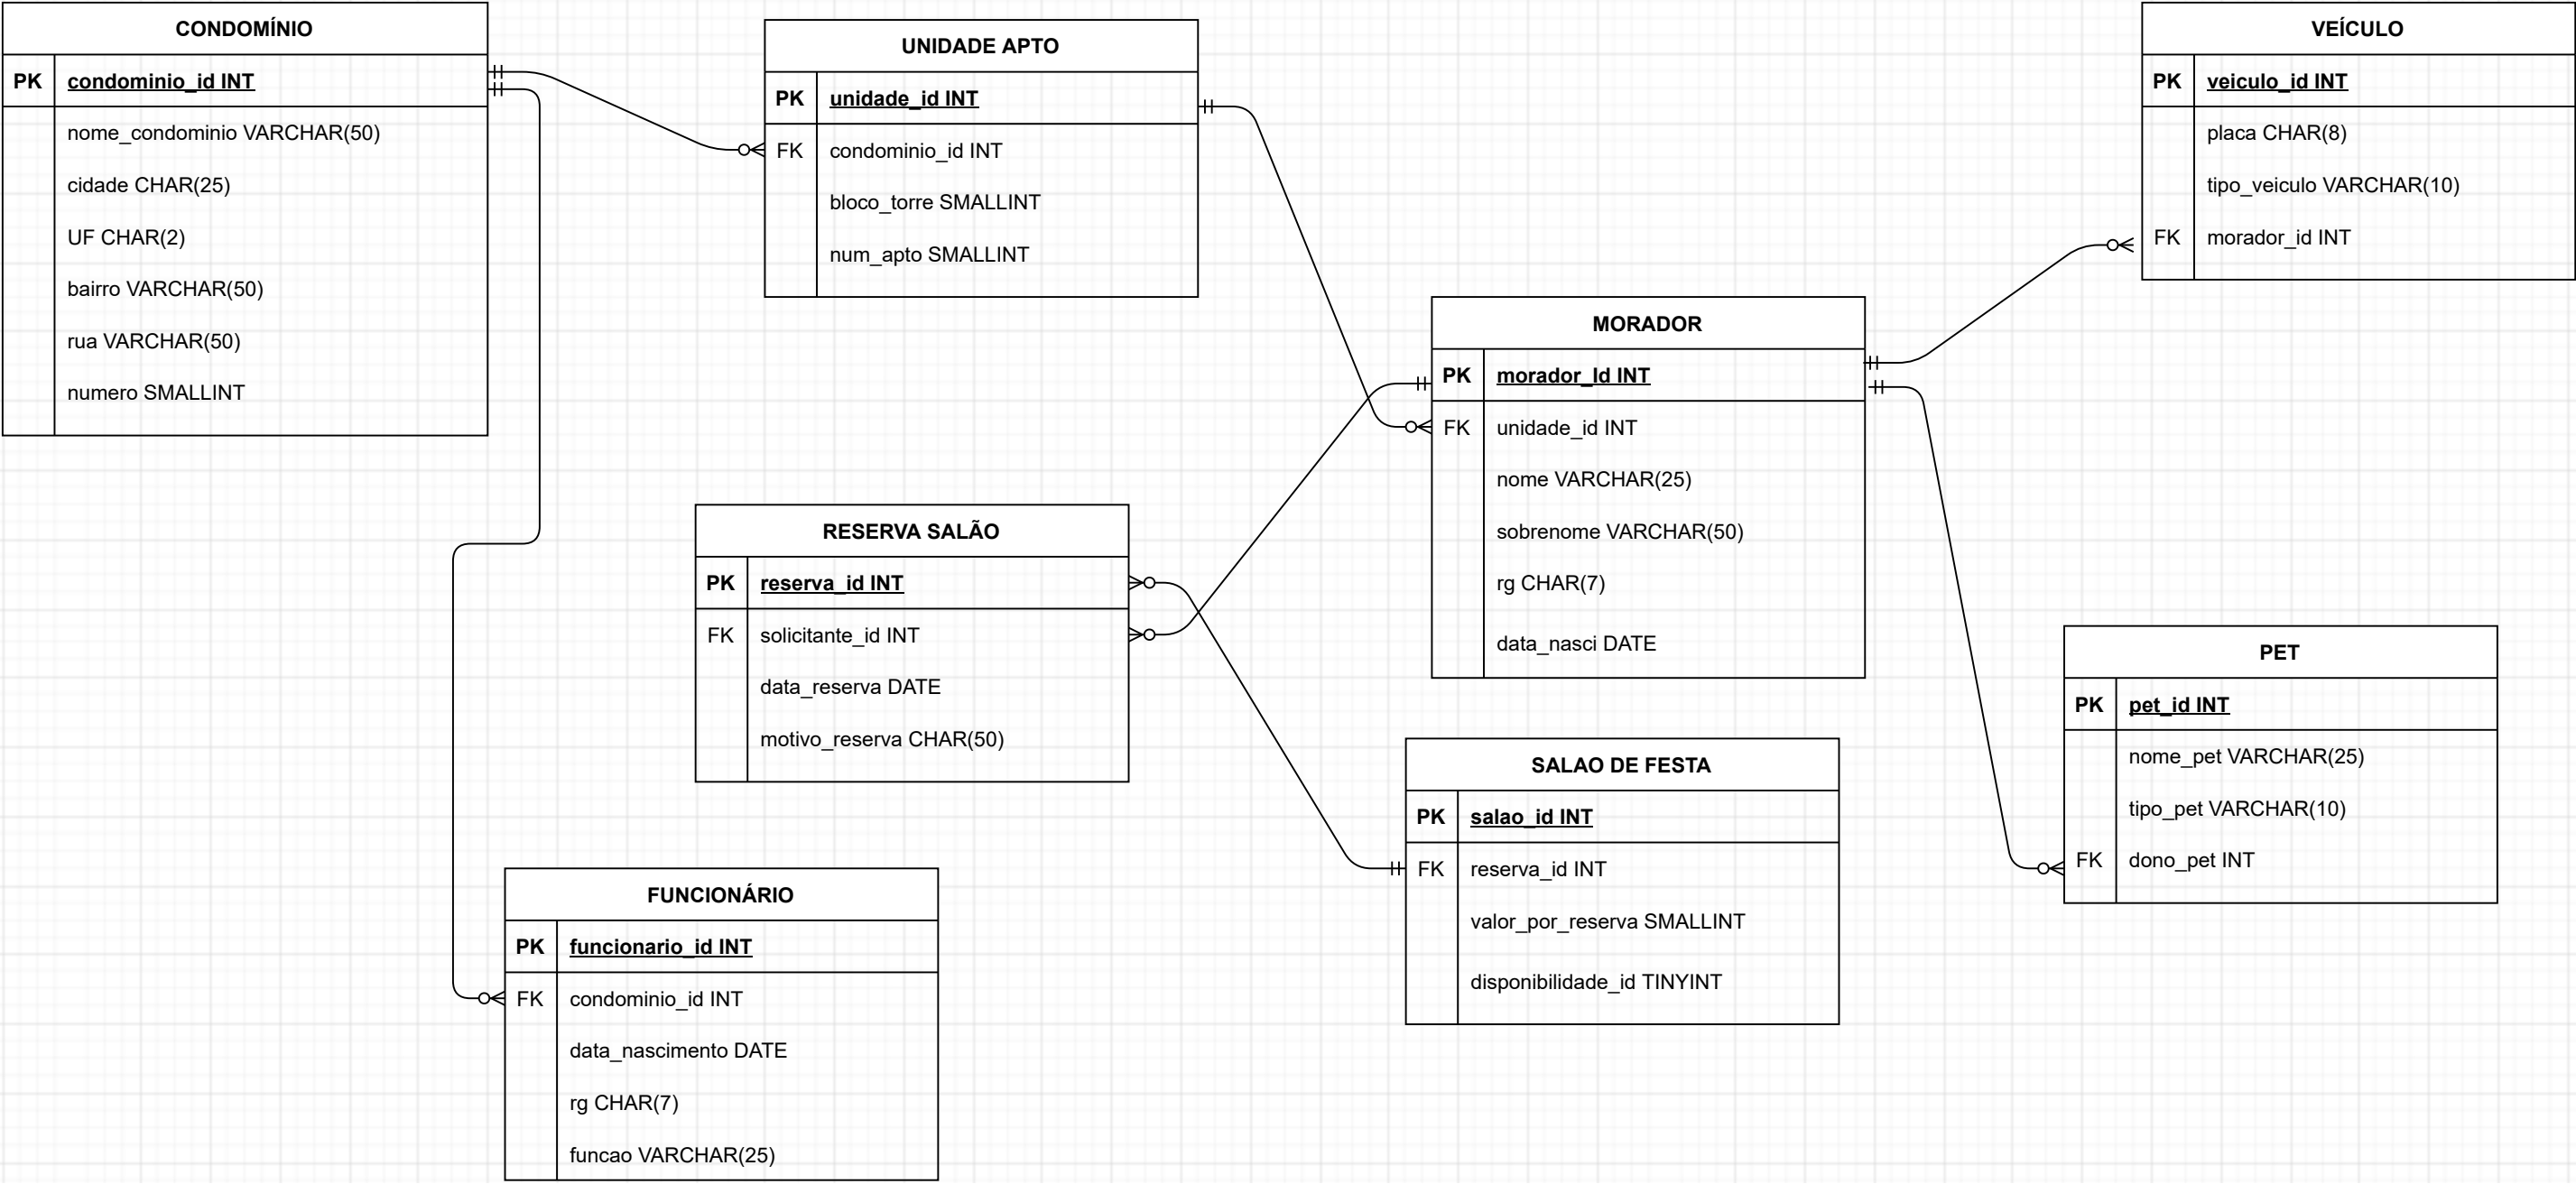 CONDOMÍNIO
PK condominio_id INT
nome_condominio VARCHAR(50)
cidade CHAR(25)
UF CHAR(2)
bairro VARCHAR(50)
rua VARCHAR(50)
numero SMALLINT
UNIDADE APTO
PK unidade_id INT
FK condominio_id INT
bloco_torre SMALLINT
num_apto SMALLINT
VEÍCULO
PK veiculo_id INT
placa CHAR(8)
tipo_veiculo VARCHAR(10)
FK morador_id INT
MORADOR
PK morador_Id INT
FK unidade_id INT
nome VARCHAR(25)
sobrenome VARCHAR(50)
rg CHAR(7)
data_nasci DATE
RESERVA SALÃO
PK reserva_id INT
FK solicitante_id INT
data_reserva DATE
motivo_reserva CHAR(50)
PET
PK pet_id INT
nome_pet VARCHAR(25)
tipo_pet VARCHAR(10)
FK dono_pet INT
SALAO DE FESTA
PK salao_id INT
FK reserva_id INT
valor_por_reserva SMALLINT
disponibilidade_id TINYINT
FUNCIONÁRIO
PK funcionario_id INT
FK condominio_id INT
data_nascimento DATE
rg CHAR(7)
funcao VARCHAR(25)